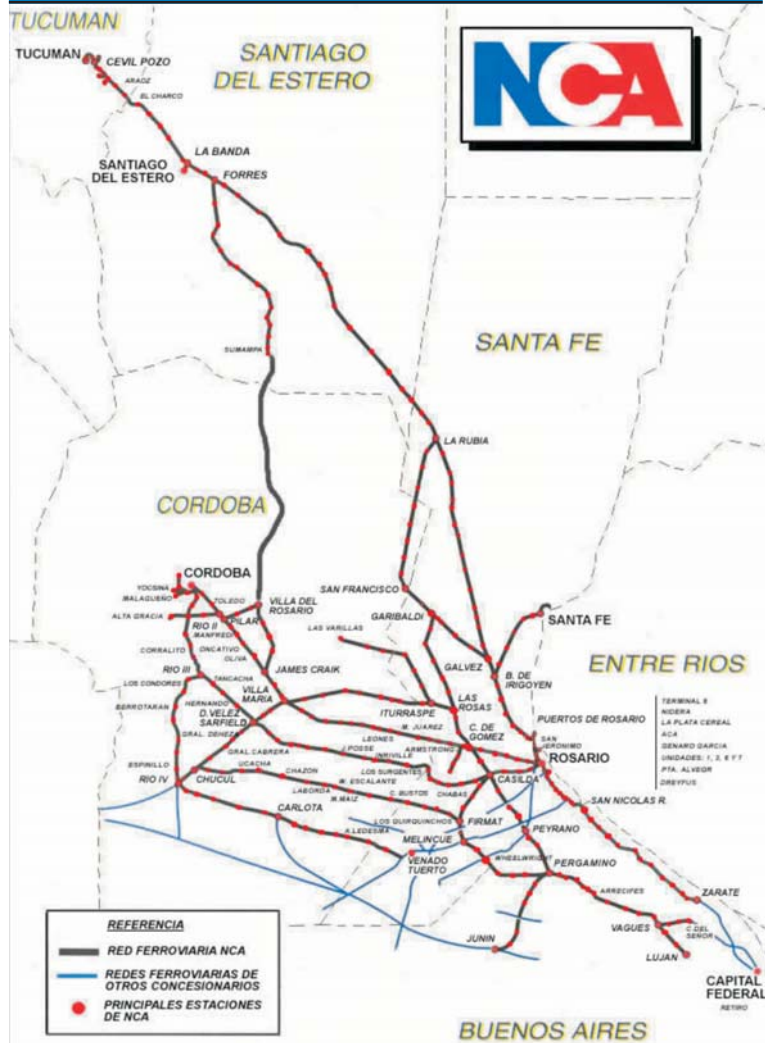 TUCUMAN
TUCUMAN
CEVIL POZO
ARAOZ
EL CHARCO
SANTIAGO
DEL ESTERO
NCA
LA BANDA
SANTIAGO
DEL ESTERO
FORRES
SUMAMPA
SANTA FE
LA RUBIA
CORDOBA
CORDOBA
YOCSINA
MALAGUEÑO
TOLEDO
ALTA GRACIA
RIO II
PILAR
VILLA DEL
ROSARIO
MANFREDI
CORRALITO
ONCATIVO
OLIVA
SAN FRANCISCO
LAS VARILLAS
GARIBALDI
SANTA FE
RIO III
LOS CONDORES
TANCACHA
JAMES CRAIK
GALVEZ
B. DE
IRIGOYEN
ENTRE RIOS
BERROTARAN
HERNANDO
VILLA
MARIA
D.VELEZ
SARFIELD
GRAL. DEHEZA
ITURRASPE
LAS
ROSAS
M. JUAREZ
C. DE
GOMEZ
PUERTOS DE ROSARIO
SAN
JERONIMO
ROSARIO
TERMINAL 6
NIDERA
LA PLATA CEREAL
ACA
GENARO GARCIA
UNIDADES: 1, 2, 6 Y 7
PTA. ALVEAR
DREYFUS
LEONES
ARMSTRONG
GRAL.CABRERA
J.POSSE
INRIVILLE
LOS SURGENTES
ESPINILLO
RIO IV
CHUCUL
UCACHA
CHAZON
LABORDA
W. ESCALANTE
M. MAIZ
C. BUSTOS
CHABAS
CASILDA
SAN NICOLAS R.
CARLOTA
A.LEDESMA
LOS QUIRQUINCHOS
FIRMAT
PEYRANO
MELINCUE
VENADO
TUERTO
WHEELWRIGHT
PERGAMINO
ARRECIFES
ZARATE
VAGUES
C.DEL
SEÑOR
LUJAN
JUNIN
CAPITAL
FEDERAL
RETIRO
REFERENCIA
RED FERROVIARIA NCA
REDES FERROVIARIAS DE
OTROS CONCESIONARIOS
PRINCIPALES ESTACIONES
DE NCA
BUENOS AIRES